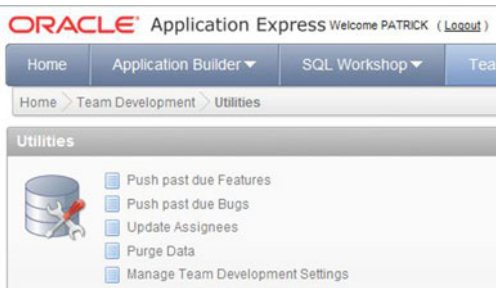 ORACLE Application Express Welcome PATRICK ( Logout )
Home Application Builder SQL Workshop Tea
Home Team Development Utilities
Utilities
Push past due Features
Push past due Bugs
Update Assignees
Purge Data
Manage Team Development Settings